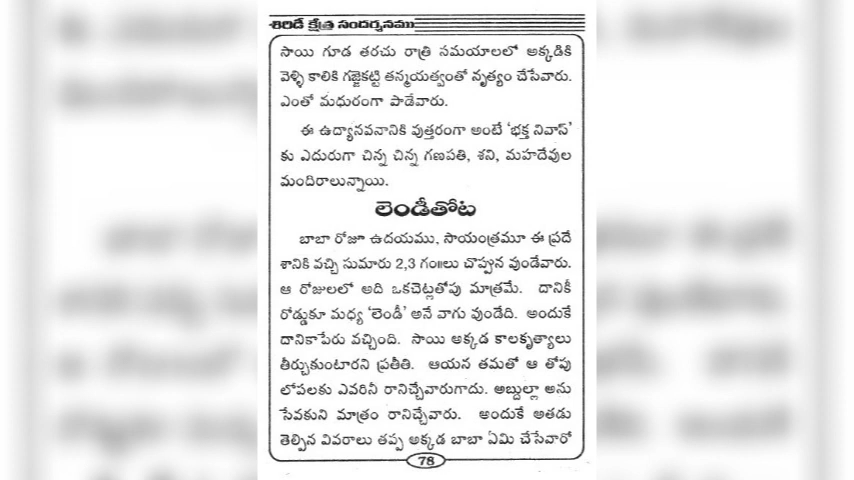 శిరిడీ క్షేత్ర సందర్శనము
సాయి గూడ తరచు రాత్రి సమయాలలో అక్కడికి
వెళ్ళి కాలికి గజ్జెకట్టి తన్మయత్వంతో నృత్యం చేసేవారు.
ఎంతో మధురంగా పాడేవారు.
ఈ ఉద్యానవనానికి వుత్తరంగా అంటే 'భక్త నివాస్'
కు ఎదురుగా చిన్న చిన్న గణపతి, శని, మహదేవుల
మందిరాలున్నాయి.
లెండీతోట
బాబా రోజూ ఉదయము, సాయంత్రమూ ఈ ప్రదే
శానికి వచ్చి సుమారు 2,3 గం॥లు చొప్పున వుండేవారు.
ఆ రోజులలో అది ఒకచెట్లతోపు మాత్రమే. దానికీ
రోడ్డుకూ మధ్య 'లెండీ' అనే వాగు వుండేది. అందుకే
దానికాపేరు వచ్చింది. సాయి అక్కడ కాలకృత్యాలు
తీర్చుకుంటారని ప్రతీతి. ఆయన తమతో ఆ తోపు
లోపలకు ఎవరినీ రానిచ్చేవారుగాదు. అబ్దుల్లా అను
సేవకుని మాత్రం రానిచ్చేవారు. అందుకే అతడు
తెల్పిన వివరాలు తప్ప అక్కడ బాబా ఏమి చేసేవారో
78